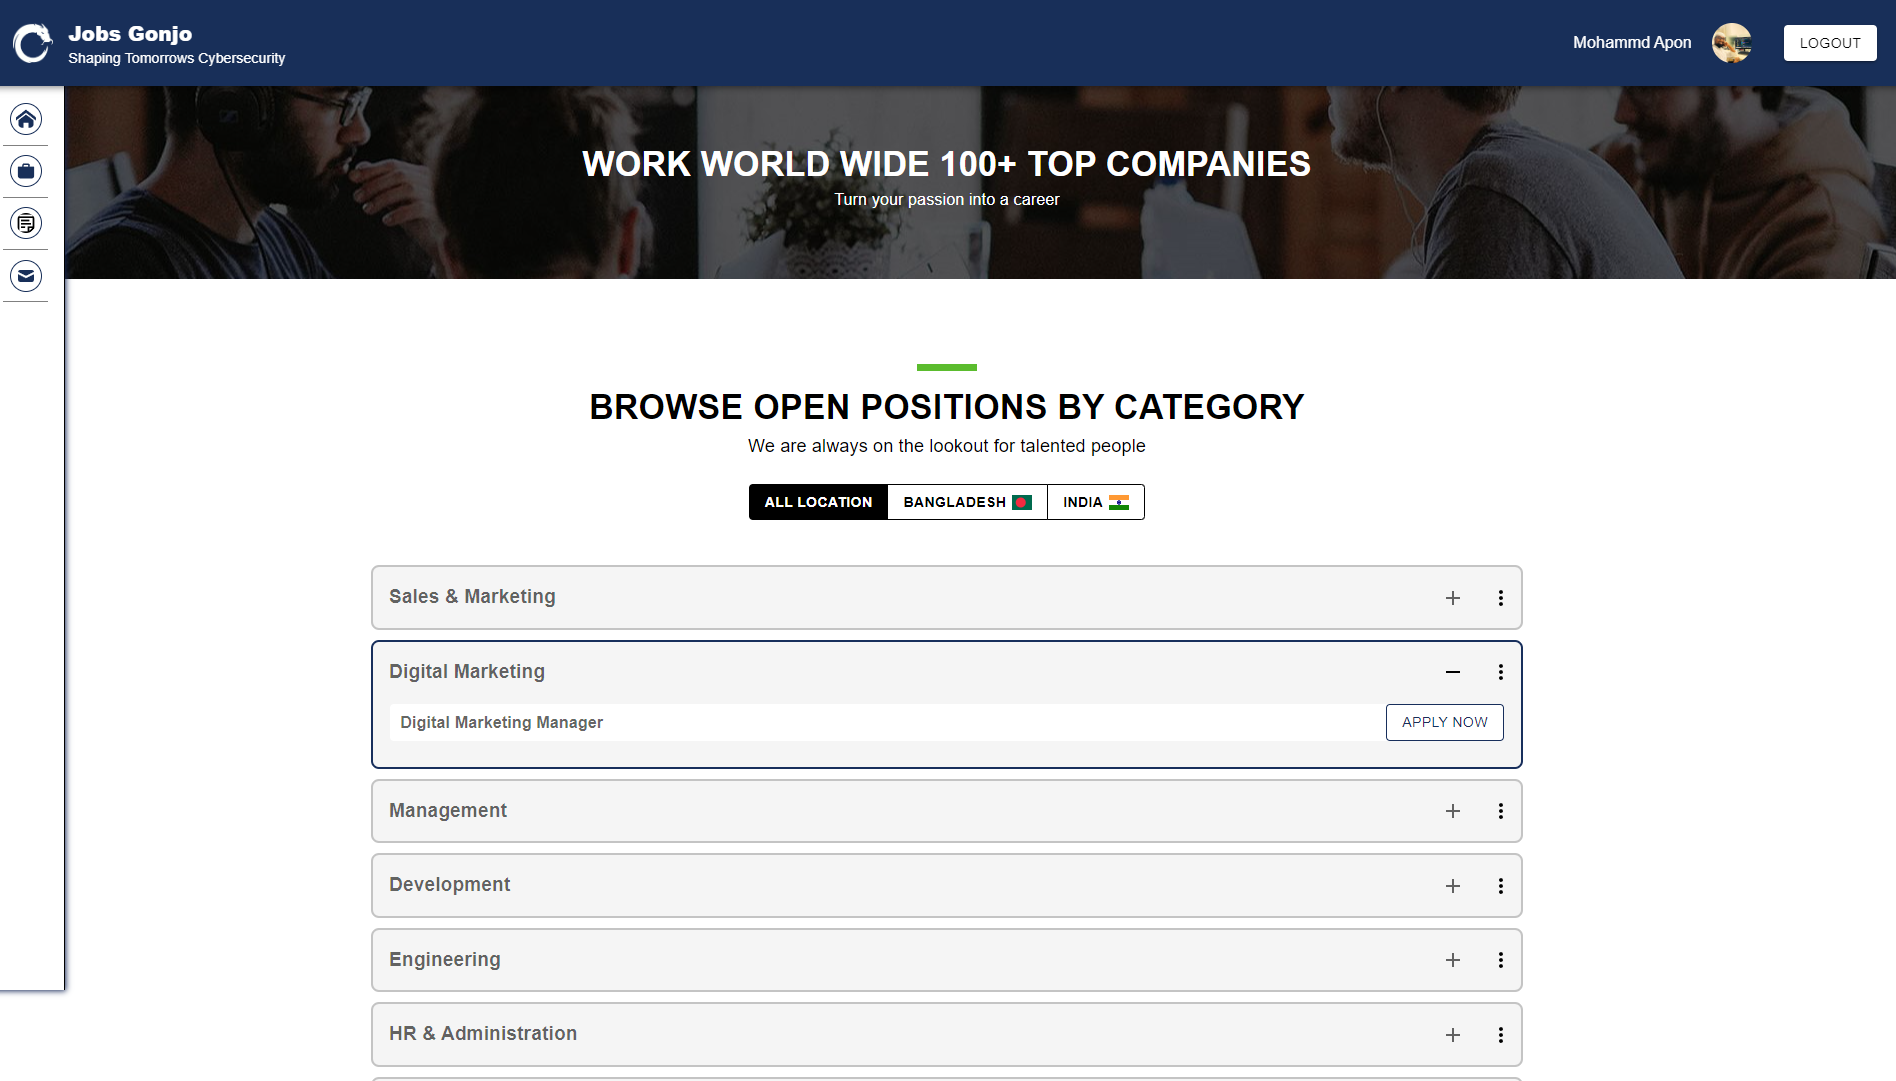 Jobs Gonjo
Shaping Tomorrows Cybersecurity
Mohammd Apon
LOGOUT
WORK WORLD WIDE 100+ TOP COMPANIES
Turn your passion into a career
BROWSE OPEN POSITIONS BY CATEGORY
We are always on the lookout for talented people
ALL LOCATION
BANGLADESH
INDIA
Sales & Marketing
Digital Marketing
Digital Marketing Manager
APPLY NOW
Management
Development
Engineering
HR & Administration